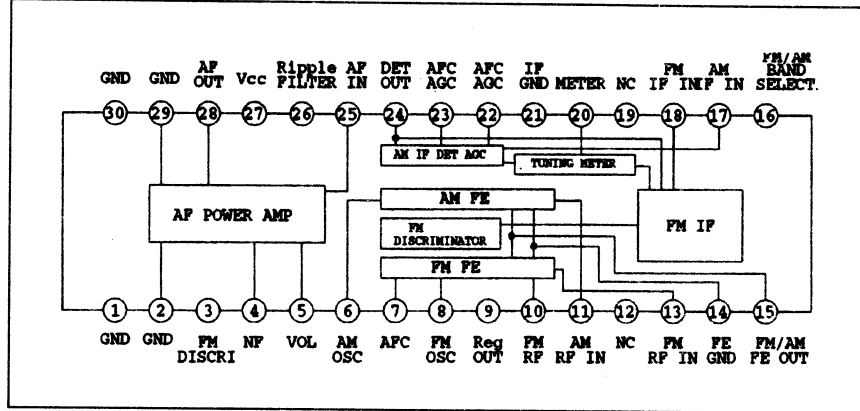 GND GND AF OUT Vcc Ripple FILTER AF IN DET OUT AFC AGC AFC AGC IF GND METER NC FM IF IN AM IF IN FM/AM BAND SELECT.
30 29 28 27 26 25 24 23 22 21 20 19 18 17 16
AM IF DET AGC
TUNING METER
AF POWER AMP
AM FE
FM DISCRIMINATOR
FM IF
FM FE
1 2 3 4 5 6 7 8 9 10 11 12 13 14 15
GND GND FM DISCRI NF VOL AM OSC AFC FM OSC Reg OUT FM RF AM RF IN NC FM RF IN FE GND FM/AM FE OUT